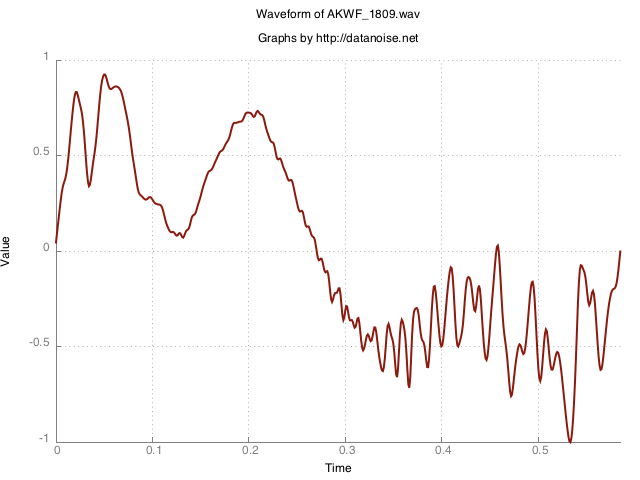 Waveform of AKWF_1809.wav
Graphs by http://datanoise.net
1
0.5
0
-0.5
-1
Value
0 0.1 0.2 0.3 0.4 0.5
Time